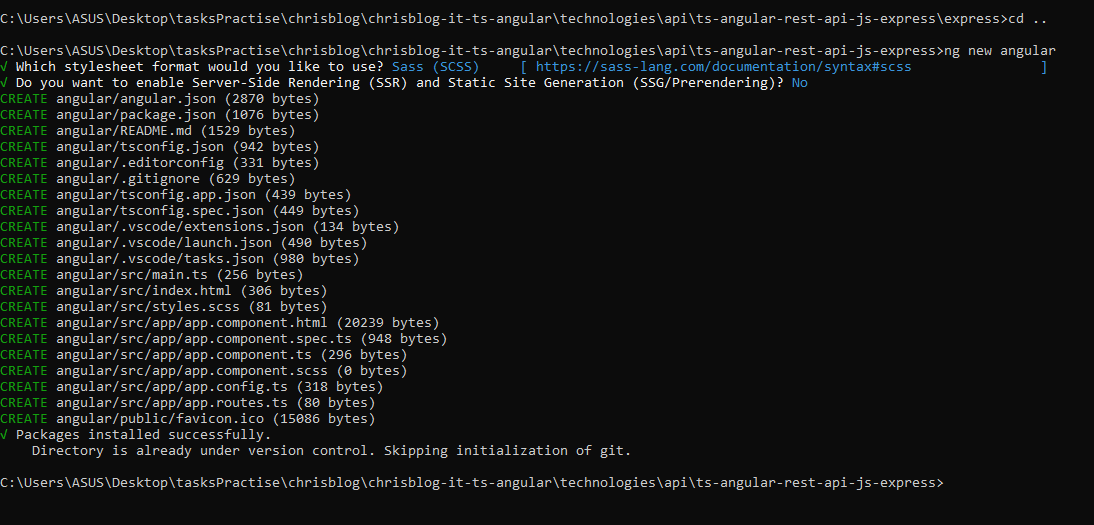 C:\Users\ASUS\Desktop\tasksPractise\chrisblog\chrisblog-it-ts-angular\technologies\api\ts-angular-rest-api-js-express\express>cd ..
C:\Users\ASUS\Desktop\tasksPractise\chrisblog\chrisblog-it-ts-angular\technologies\api\ts-angular-rest-api-js-express>ng new angular
√ Which stylesheet format would you like to use? Sass (SCSS)     [ https://sass-lang.com/documentation/syntax#scss                ]
√ Do you want to enable Server-Side Rendering (SSR) and Static Site Generation (SSG/Prerendering)? No
CREATE angular/angular.json (2870 bytes)
CREATE angular/package.json (1076 bytes)
CREATE angular/README.md (1529 bytes)
CREATE angular/tsconfig.json (942 bytes)
CREATE angular/.editorconfig (331 bytes)
CREATE angular/.gitignore (629 bytes)
CREATE angular/tsconfig.app.json (439 bytes)
CREATE angular/tsconfig.spec.json (449 bytes)
CREATE angular/.vscode/extensions.json (134 bytes)
CREATE angular/.vscode/launch.json (490 bytes)
CREATE angular/.vscode/tasks.json (980 bytes)
CREATE angular/src/main.ts (256 bytes)
CREATE angular/src/index.html (306 bytes)
CREATE angular/src/styles.scss (81 bytes)
CREATE angular/src/app/app.component.html (20239 bytes)
CREATE angular/src/app/app.component.spec.ts (948 bytes)
CREATE angular/src/app/app.component.ts (296 bytes)
CREATE angular/src/app/app.component.scss (0 bytes)
CREATE angular/src/app/app.config.ts (318 bytes)
CREATE angular/src/app/app.routes.ts (80 bytes)
CREATE angular/public/favicon.ico (15086 bytes)
√ Packages installed successfully.
    Directory is already under version control. Skipping initialization of git.
C:\Users\ASUS\Desktop\tasksPractise\chrisblog\chrisblog-it-ts-angular\technologies\api\ts-angular-rest-api-js-express>